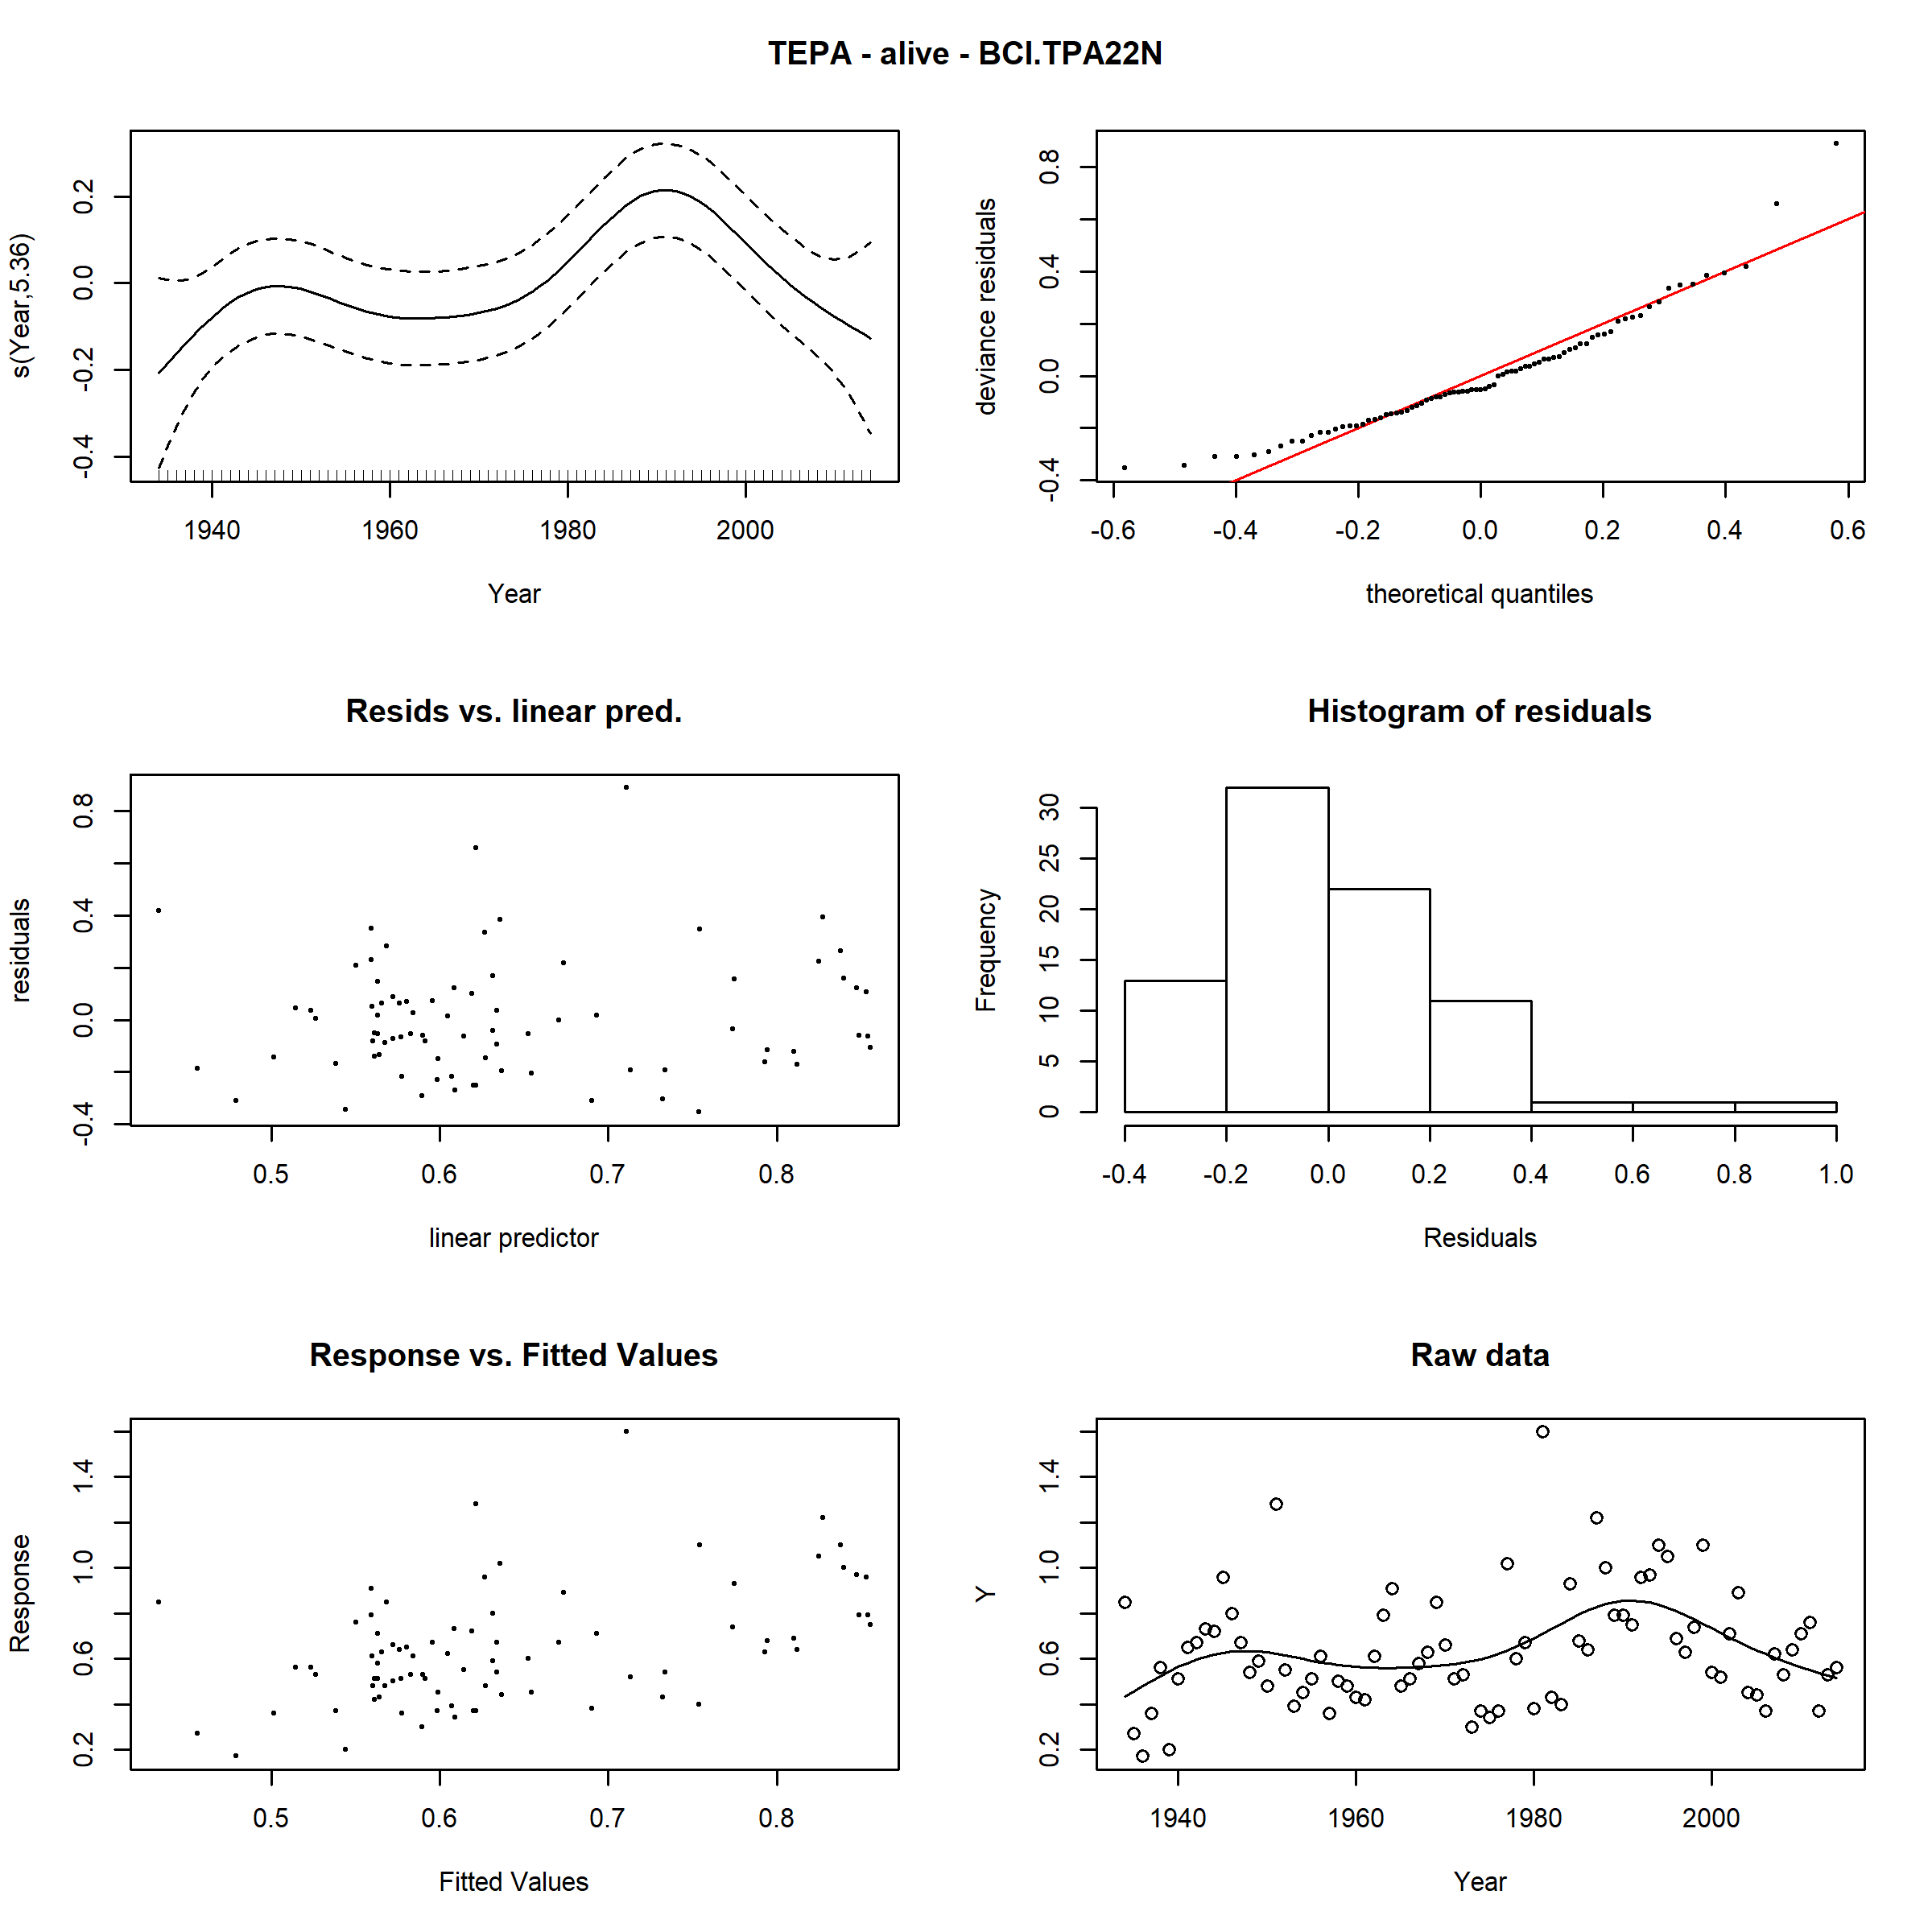 TEPA - alive - BCI.TPA22N
s(Year,5.36)
0.2
0.0
-0.2
-0.4
1940 1960 1980 2000
Year
deviance residuals
0.8
0.4
0.0
-0.4
-0.6 -0.4 -0.2 0.0 0.2 0.4 0.6
theoretical quantiles
Resids vs. linear pred.
residuals
0.8
0.4
0.0
-0.4
0.5 0.6 0.7 0.8
linear predictor
Histogram of residuals
Frequency
30
25
20
15
10
5
0
-0.4 -0.2 0.0 0.2 0.4 0.6 0.8 1.0
Residuals
Response vs. Fitted Values
Response
1.4
1.0
0.6
0.2
0.5 0.6 0.7 0.8
Fitted Values
Raw data
Y
1.4
1.0
0.6
0.2
1940 1960 1980 2000
Year